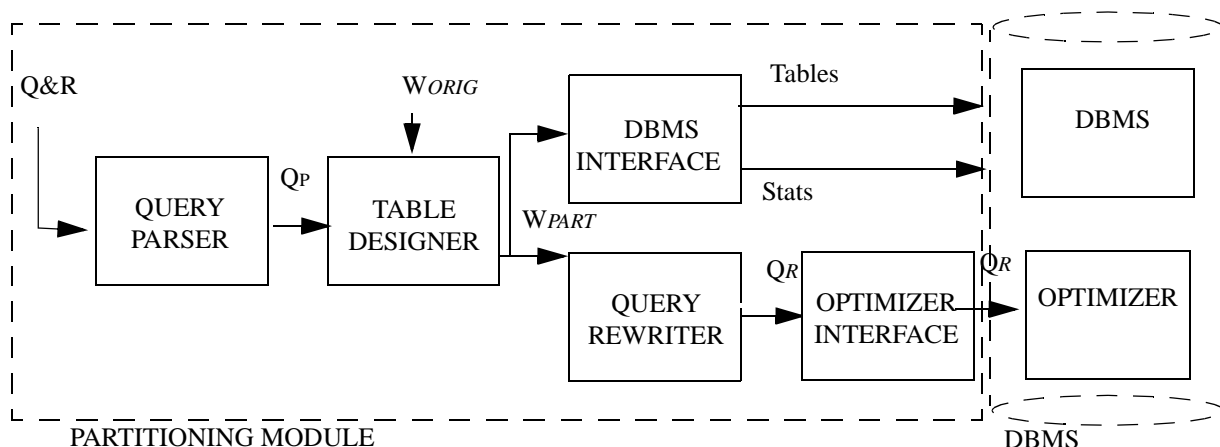 Q&R
WORIG
Tables
DBMS
INTERFACE
DBMS
QP
Stats
QUERY
PARSER
TABLE
DESIGNER
WPART
QR
QR
QUERY
REWRITER
OPTIMIZER
INTERFACE
OPTIMIZER
PARTITIONING MODULE
DBMS